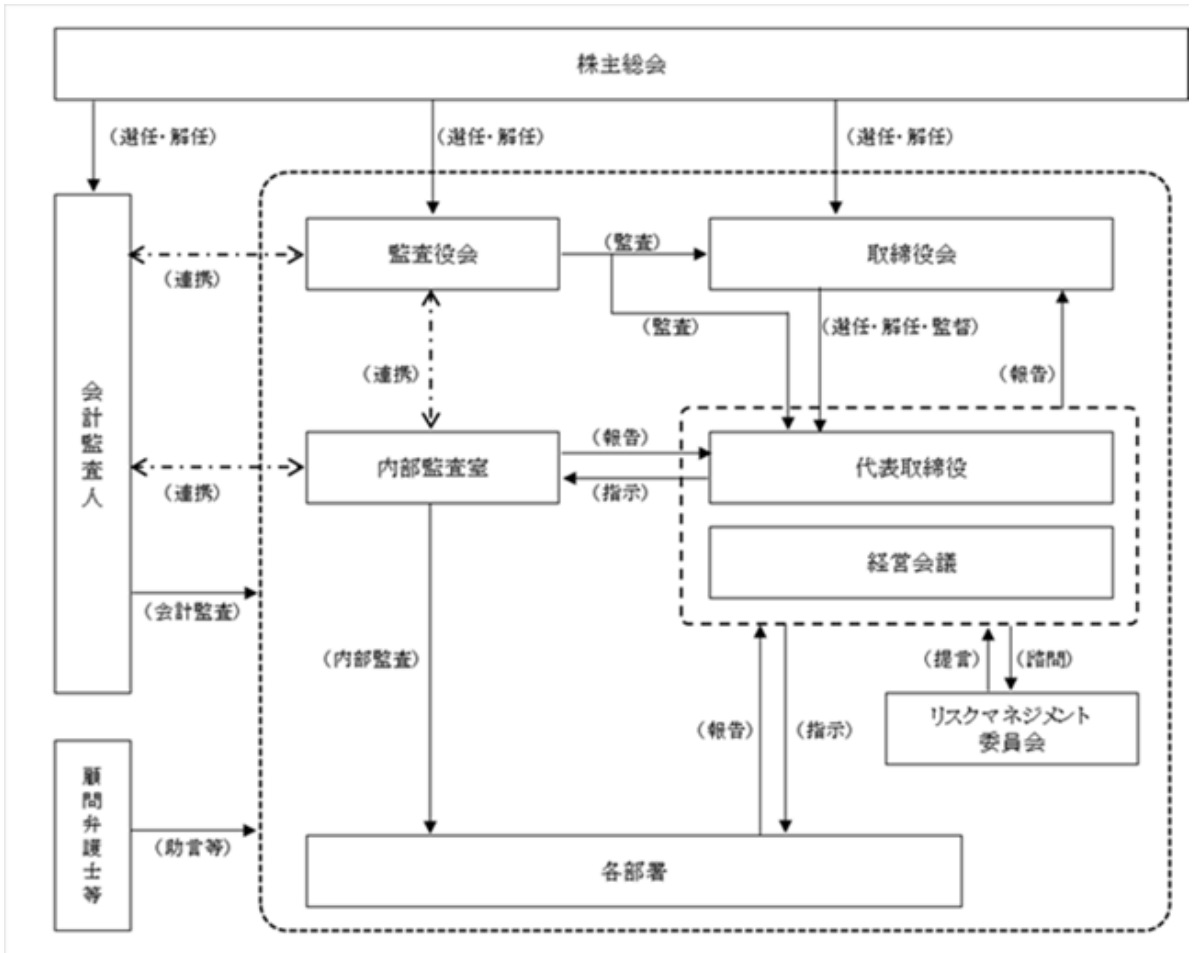 株主総会
(選任・解任)
(選任・解任)
(選任・解任)
監査役会
(監査)
取締役会
(連携)
(監査)
(選任・解任・監督)
(連携)
(報告)
会計監査人
内部監査室
(報告)
(指示)
代表取締役
(連携)
経営会議
(会計監査)
(内部監査)
(提言)
(諮問)
リスクマネジメント
委員会
(報告)
(指示)
顧問弁護士等
(助言等)
各部署